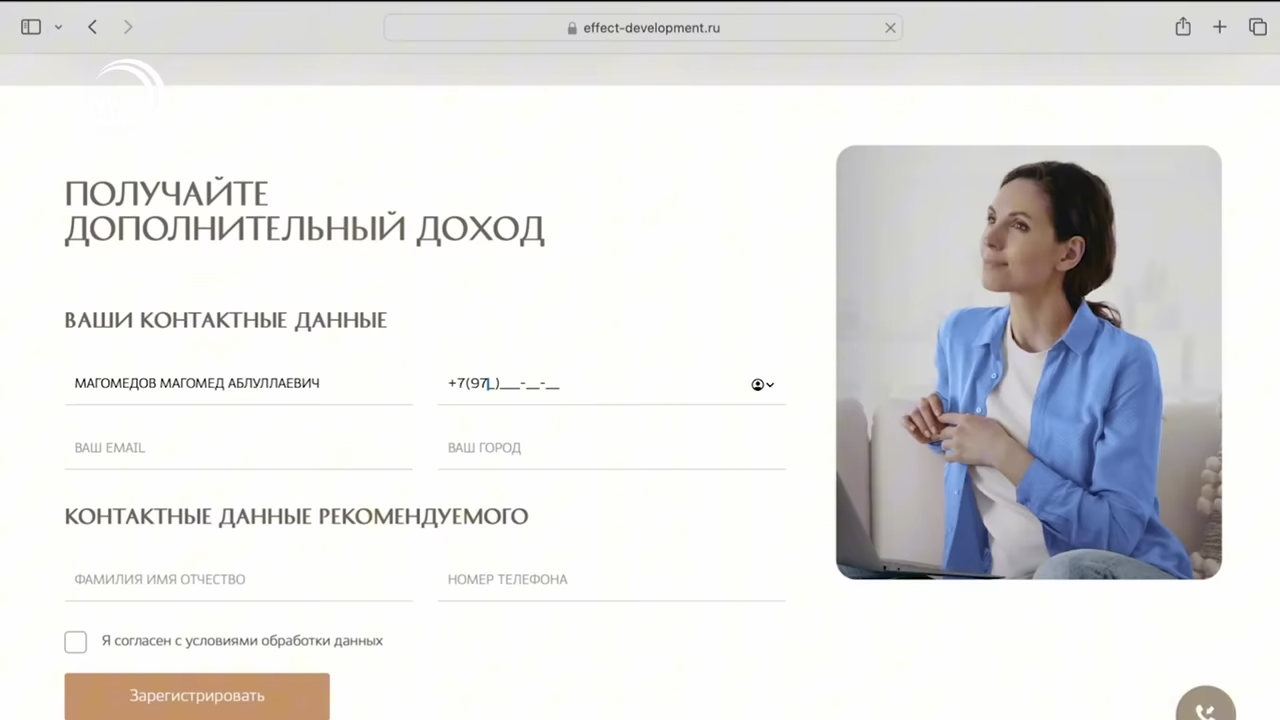 effect-development.ru
ПОЛУЧАЙТЕ
ДОПОЛНИТЕЛЬНЫЙ ДОХОД
ВАШИ КОНТАКТНЫЕ ДАННЫЕ
МАГОМЕДОВ МАГОМЕД АБЛУЛЛАЕВИЧ
+7(97_)___-__-__
ВАШ EMAIL
ВАШ ГОРОД
КОНТАКТНЫЕ ДАННЫЕ РЕКОМЕНДУЕМОГО
ФАМИЛИЯ ИМЯ ОТЧЕСТВО
НОМЕР ТЕЛЕФОНА
Я согласен с условиями обработки данных
Зарегистрировать